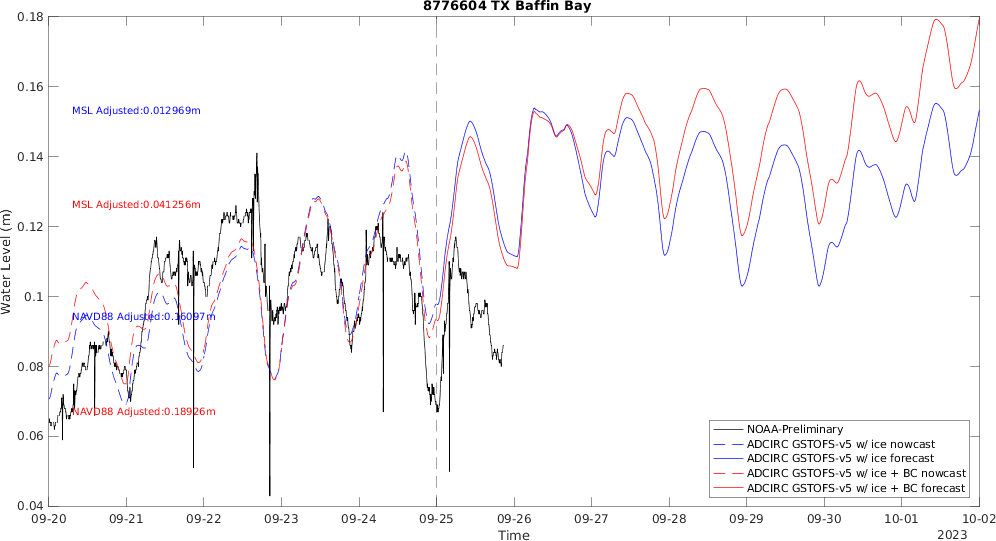 8776604 TX Baffin Bay
Water Level (m)
0.18
0.16
0.14
0.12
0.1
0.08
0.06
0.04
MSL Adjusted:0.012969m
MSL Adjusted:0.041256m
NAVD88 Adjusted:0.16097m
NAVD88 Adjusted:0.18926m
NOAA-Preliminary
ADCIRC GSTOFS-v5 w/ ice nowcast
ADCIRC GSTOFS-v5 w/ ice forecast
ADCIRC GSTOFS-v5 w/ ice + BC nowcast
ADCIRC GSTOFS-v5 w/ ice + BC forecast
09-20 09-21 09-22 09-23 09-24 09-25 09-26 09-27 09-28 09-29 09-30 10-01 10-02
Time
2023